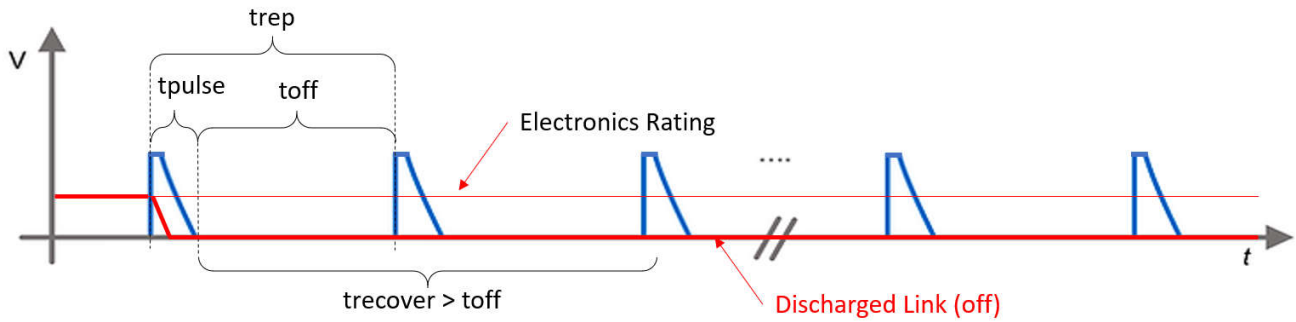 trep
V
tpulse
toff
Electronics Rating
....
t
trecover > toff
Discharged Link (off)